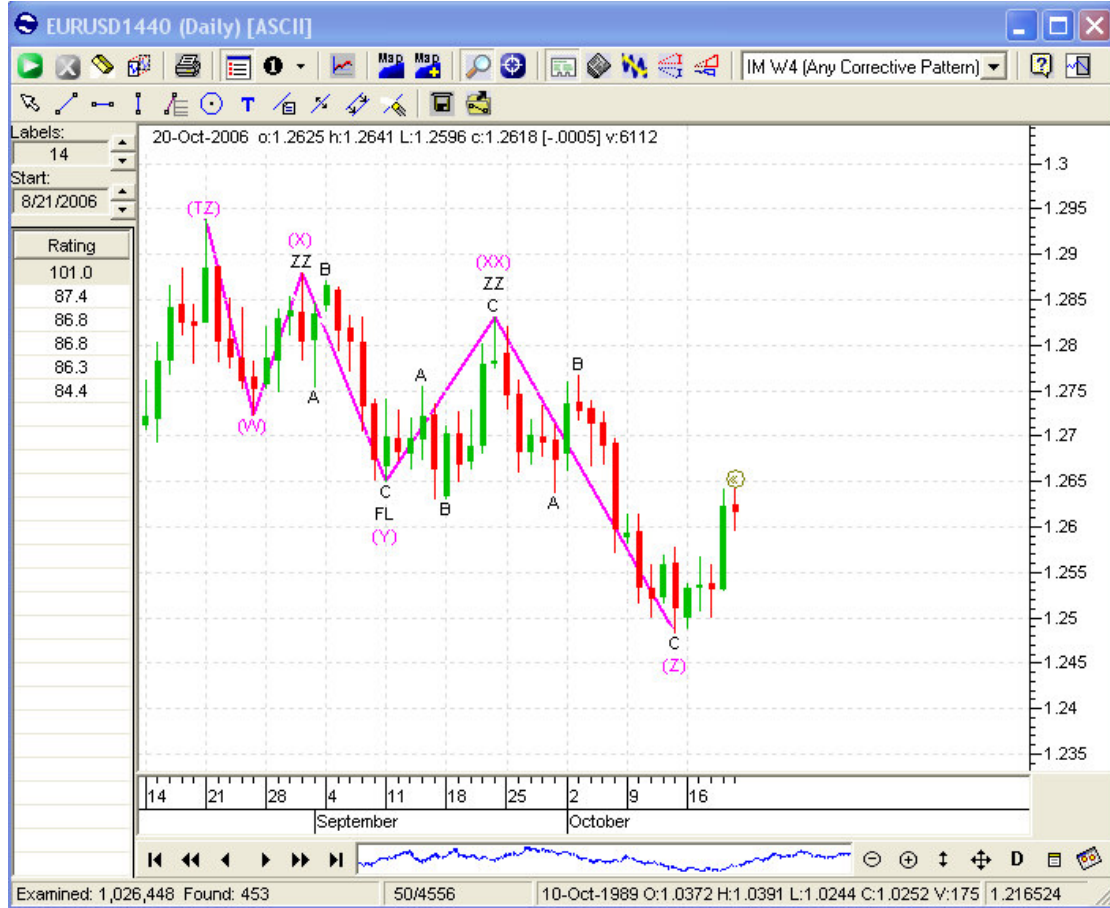 EURUSD1440 (Daily) [ASCII]
Map Map IM W4 (Any Corrective Pattern)
T
Labels:
14
Start:
8/21/2006
Rating
101.0
87.4
86.8
86.8
86.3
84.4
20-Oct-2006 o:1.2625 h:1.2641 L:1.2596 c:1.2618 [-.0005] v:6112
1.3
1.295
1.29
1.285
1.28
1.275
1.27
1.265
1.26
1.255
1.25
1.245
1.24
1.235
(TZ)
(W)
(X)
ZZ
B
A
C
FL
(Y)
A
B
(XX)
ZZ
C
A
B
C
(Z)
14 21 28 4 11 18 25 2 9 16
September October
D
Examined: 1,026,448 Found: 453 50/4556 10-Oct-1989 O:1.0372 H:1.0391 L:1.0244 C:1.0252 V:175 1.216524